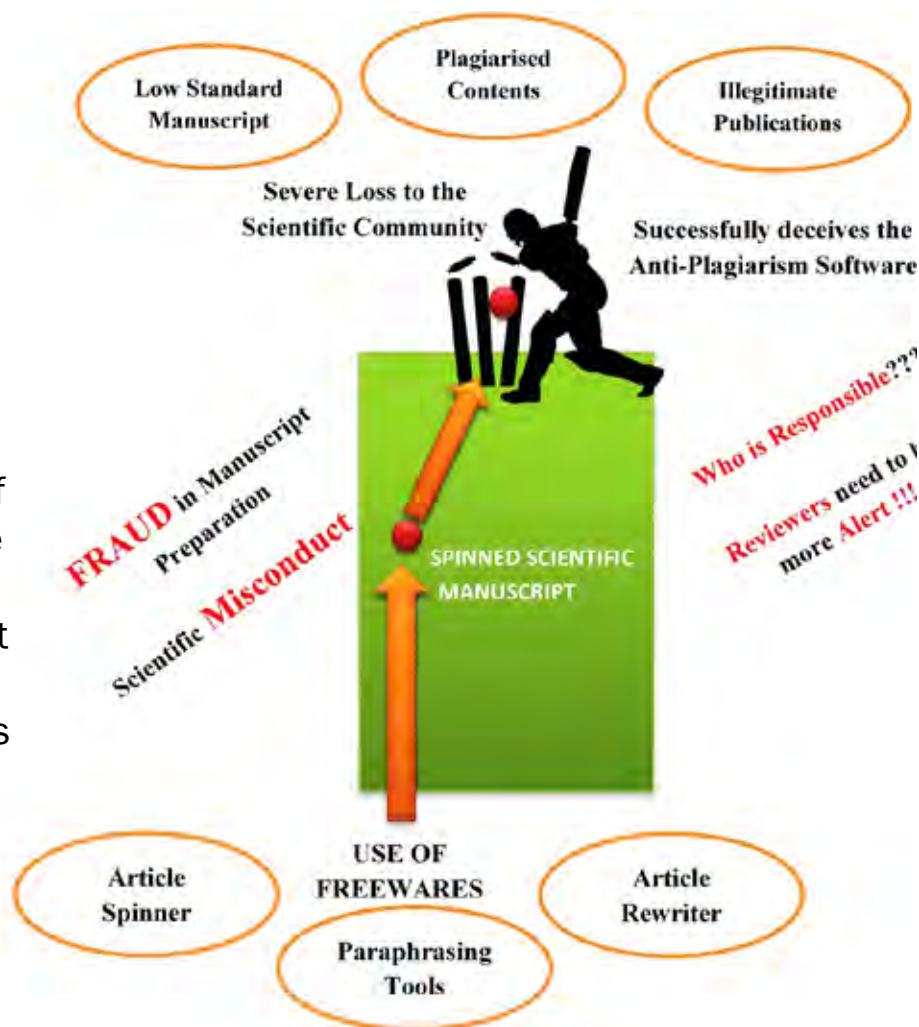 Low Standard
Manuscript
Plagiarised
Contents
Illegitimate
Publications
Severe Loss to the
Scientific Community
Successfully deceives the
Anti-Plagiarism Software
FRAUD in Manuscript
Preparation
Scientific Misconduct
Who is Responsible???
Reviewers need to
more Alert !!!
SPINNED SCIENTIFIC
MANUSCRIPT
USE OF
FREEWARES
Article
Spinner
Paraphrasing
Tools
Article
Rewriter